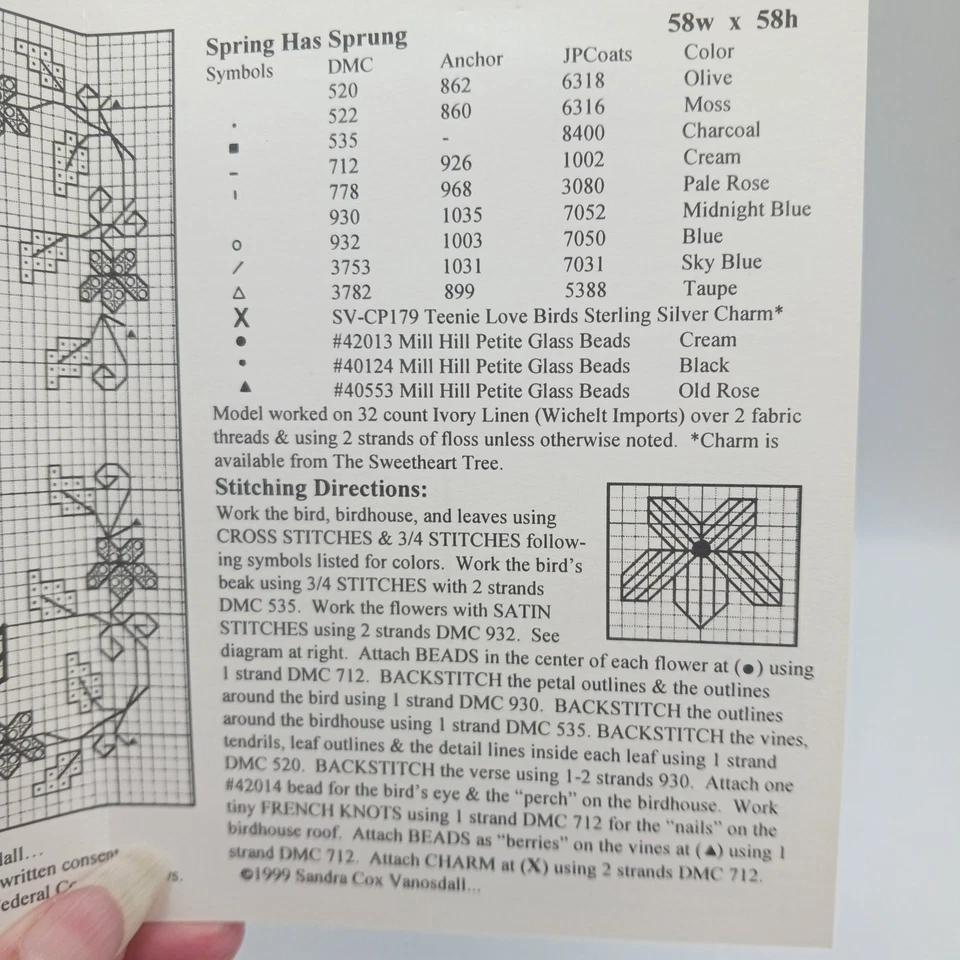 58w x 58h
Spring Has Sprung
Symbols DMC Anchor JPCoats Color
520 862 6318 Olive
· 522 860 6316 Moss
■ 535 - 8400 Charcoal
– 712 926 1002 Cream
ı 778 968 3080 Pale Rose
930 1035 7052 Midnight Blue
o 932 1003 7050 Blue
/ 3753 1031 7031 Sky Blue
△ 3782 899 5388 Taupe
X SV-CP179 Teenie Love Birds Sterling Silver Charm*
● #42013 Mill Hill Petite Glass Beads Cream
• #40124 Mill Hill Petite Glass Beads Black
▲ #40553 Mill Hill Petite Glass Beads Old Rose
Model worked on 32 count Ivory Linen (Wichelt Imports) over 2 fabric
threads & using 2 strands of floss unless otherwise noted. *Charm is
available from The Sweetheart Tree.
Stitching Directions:
Work the bird, birdhouse, and leaves using
CROSS STITCHES & 3/4 STITCHES follow-
ing symbols listed for colors. Work the bird's
beak using 3/4 STITCHES with 2 strands
DMC 535. Work the flowers with SATIN
STITCHES using 2 strands DMC 932. See
diagram at right. Attach BEADS in the center of each flower at (●) using
1 strand DMC 712. BACKSTITCH the petal outlines & the outlines
around the bird using 1 strand DMC 930. BACKSTITCH the outlines
around the birdhouse using 1 strand DMC 535. BACKSTITCH the vines,
tendrils, leaf outlines & the detail lines inside each leaf using 1 strand
DMC 520. BACKSTITCH the verse using 1-2 strands 930. Attach one
#42014 bead for the bird's eye & the "perch" on the birdhouse. Work
tiny FRENCH KNOTS using 1 strand DMC 712 for the "nails" on the
birdhouse roof. Attach BEADS as "berries" on the vines at (▲) using 1
strand DMC 712. Attach CHARM at (X) using 2 strands DMC 712.
©1999 Sandra Cox Vanosdall...
written consent